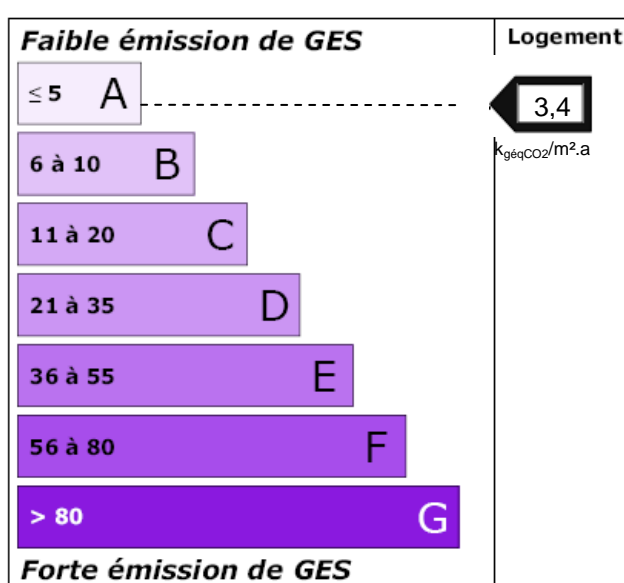 Faible émission de GES
Logement
≤ 5 A
3,4
kgéqCO2/m².a
6 à 10 B
11 à 20 C
21 à 35 D
36 à 55 E
56 à 80 F
> 80 G
Forte émission de GES